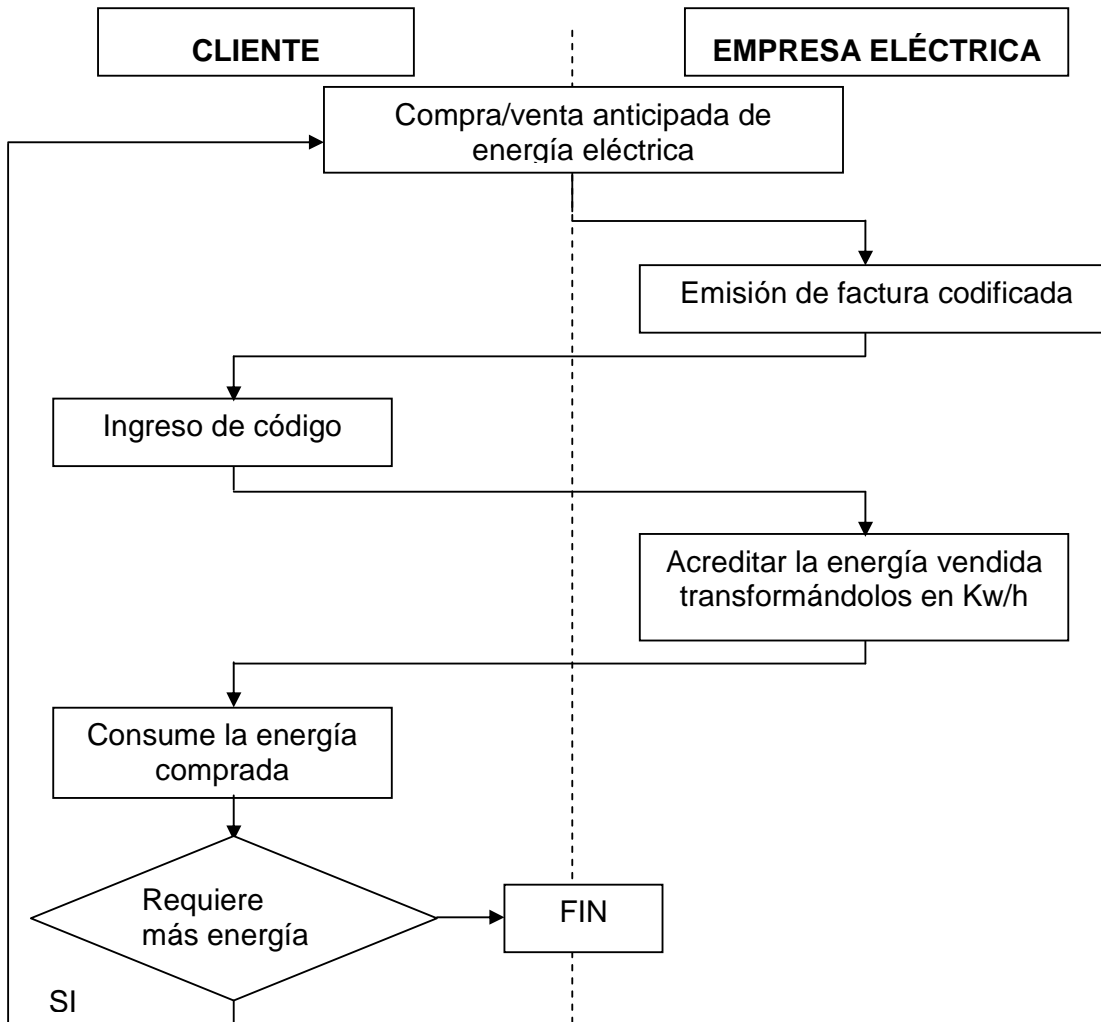 CLIENTE
EMPRESA ELÉCTRICA
Compra/venta anticipada de
energía eléctrica
Emisión de factura codificada
Ingreso de código
Acreditar la energía vendida
transformándolos en Kw/h
Consume la energía
comprada
Requiere
más energía
FIN
SI